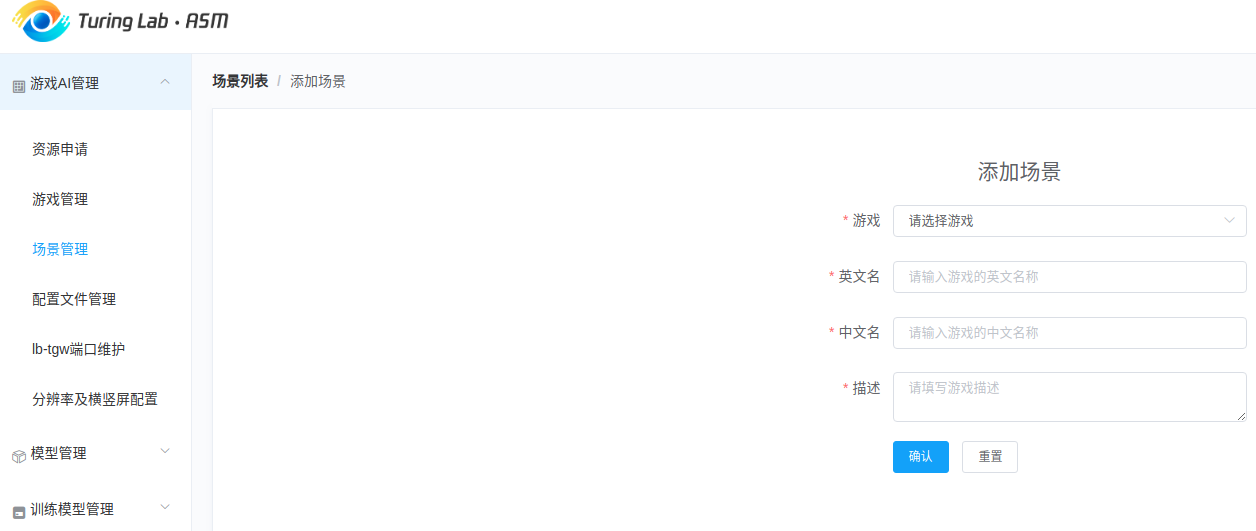 Turing Lab • ASM
游戏AI管理
资源申请
游戏管理
场景管理
配置文件管理
lb-tgw端口维护
分辨率及横竖屏配置
模型管理
训练模型管理
场景列表 / 添加场景
添加场景
* 游戏 请选择游戏
* 英文名 请输入游戏的英文名称
* 中文名 请输入游戏的中文名称
* 描述 请填写游戏描述
确认 重置